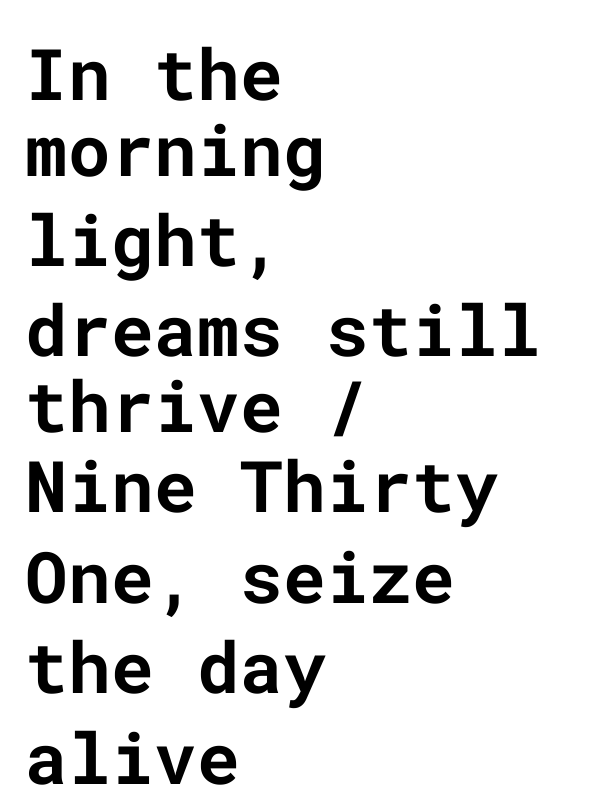 In the
morning
light,
dreams still
thrive /
Nine Thirty
One, seize
the day
alive